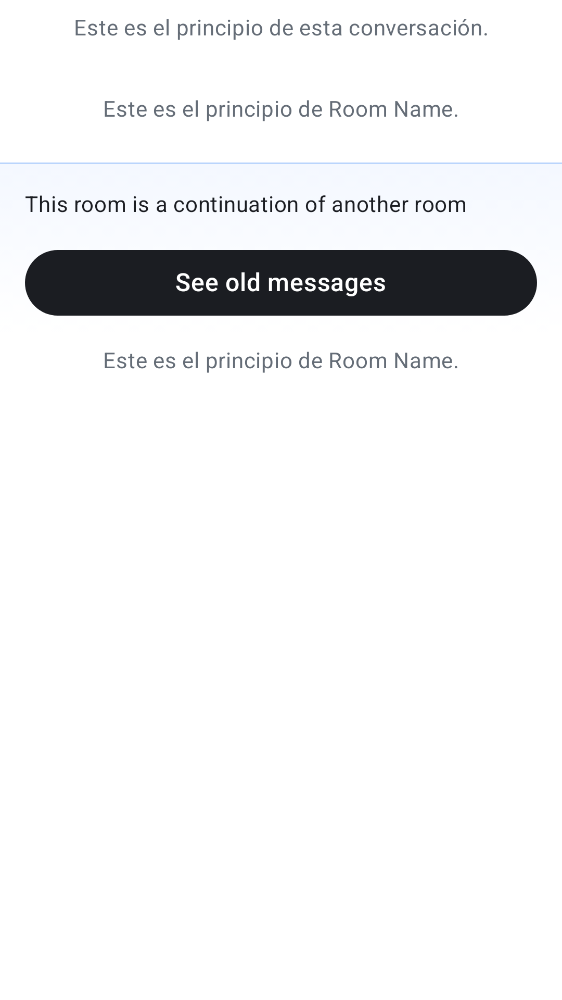 Este es el principio de esta conversación.
Este es el principio de Room Name.
This room is a continuation of another room
See old messages
Este es el principio de Room Name.